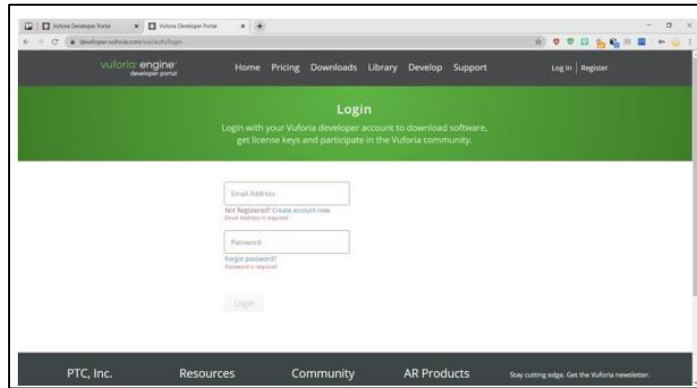 Vuforia Developer Portal
Vuforia Developer Portal
developer.vuforia.com/vui/auth/login
vuforia engine
developer portal
Home Pricing Downloads Library Develop Support
Log In | Register
Login
Login with your Vuforia developer account to download software,
get license keys and participate in the Vuforia community.
Email Address
Not Registered? Create account now
Email Address is required
Password
Forgot password?
Password is required
Login
PTC, Inc. Resources Community AR Products Stay cutting edge. Get the Vuforia newsletter.